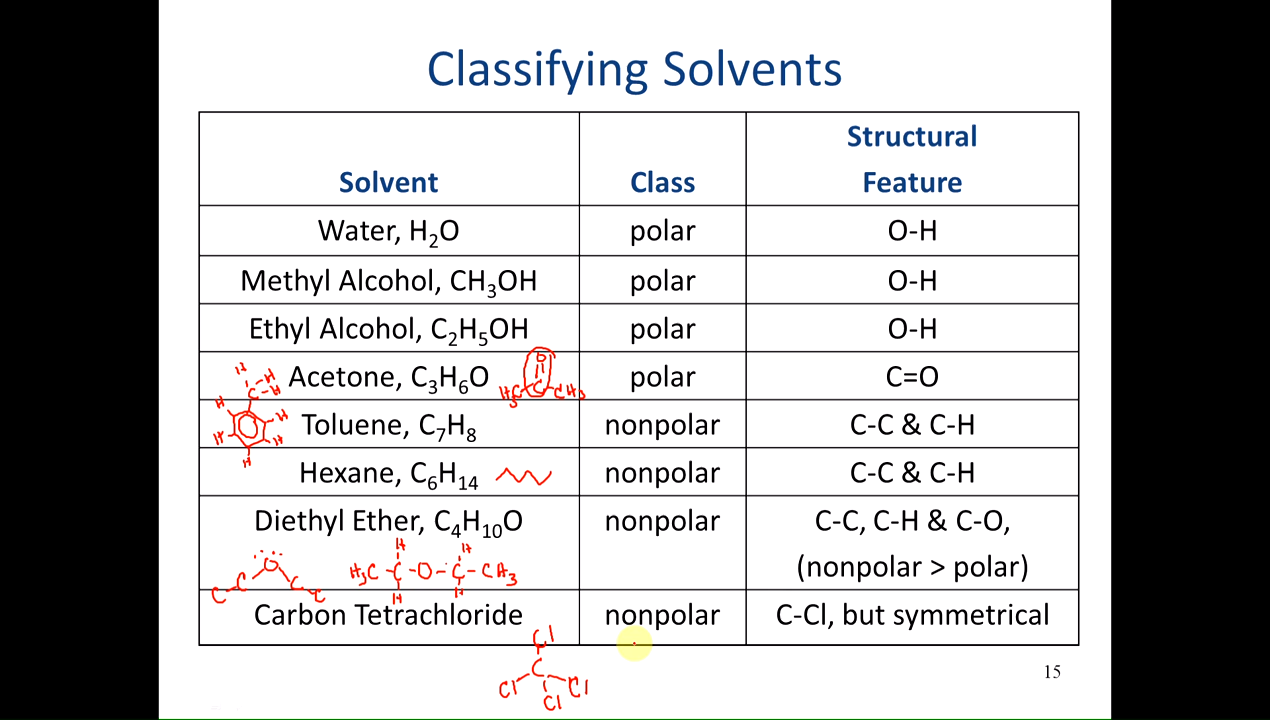 Classifying Solvents
Structural
Solvent Class Feature
Water, H₂O polar O-H
Methyl Alcohol, CH₃OH polar O-H
Ethyl Alcohol, C₂H₅OH polar O-H
O
Acetone, C₃H₆O polar C=O
H₃C C CH₃
H
H
C-H
H H
H H
H
Toluene, C₇H₈ nonpolar C-C & C-H
Hexane, C₆H₁₄ nonpolar C-C & C-H
Diethyl Ether, C₄H₁₀O nonpolar C-C, C-H & C-O,
(nonpolar > polar)
H H
O
C-C C-C H₃C-C-O-C-CH₃
H H
Carbon Tetrachloride nonpolar C-Cl, but symmetrical
Cl
C
Cl Cl
Cl
15